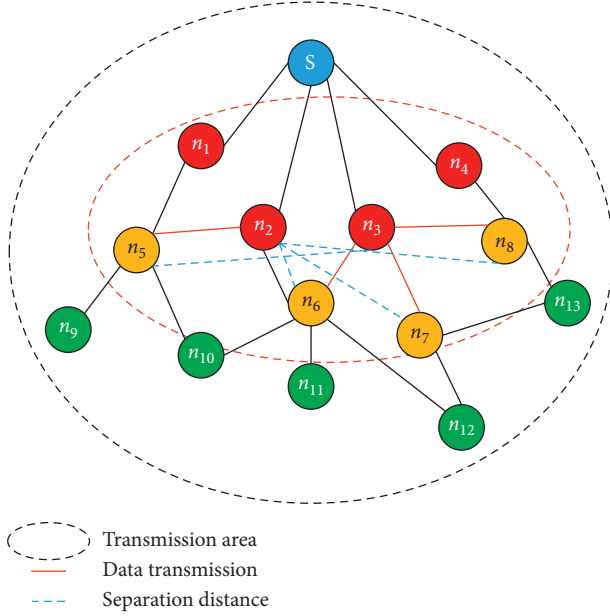 S
n1
n4
n2
n3
n5
n8
n6
n7
n13
n9
n10
n11
n12
Transmission area
Data transmission
Separation distance